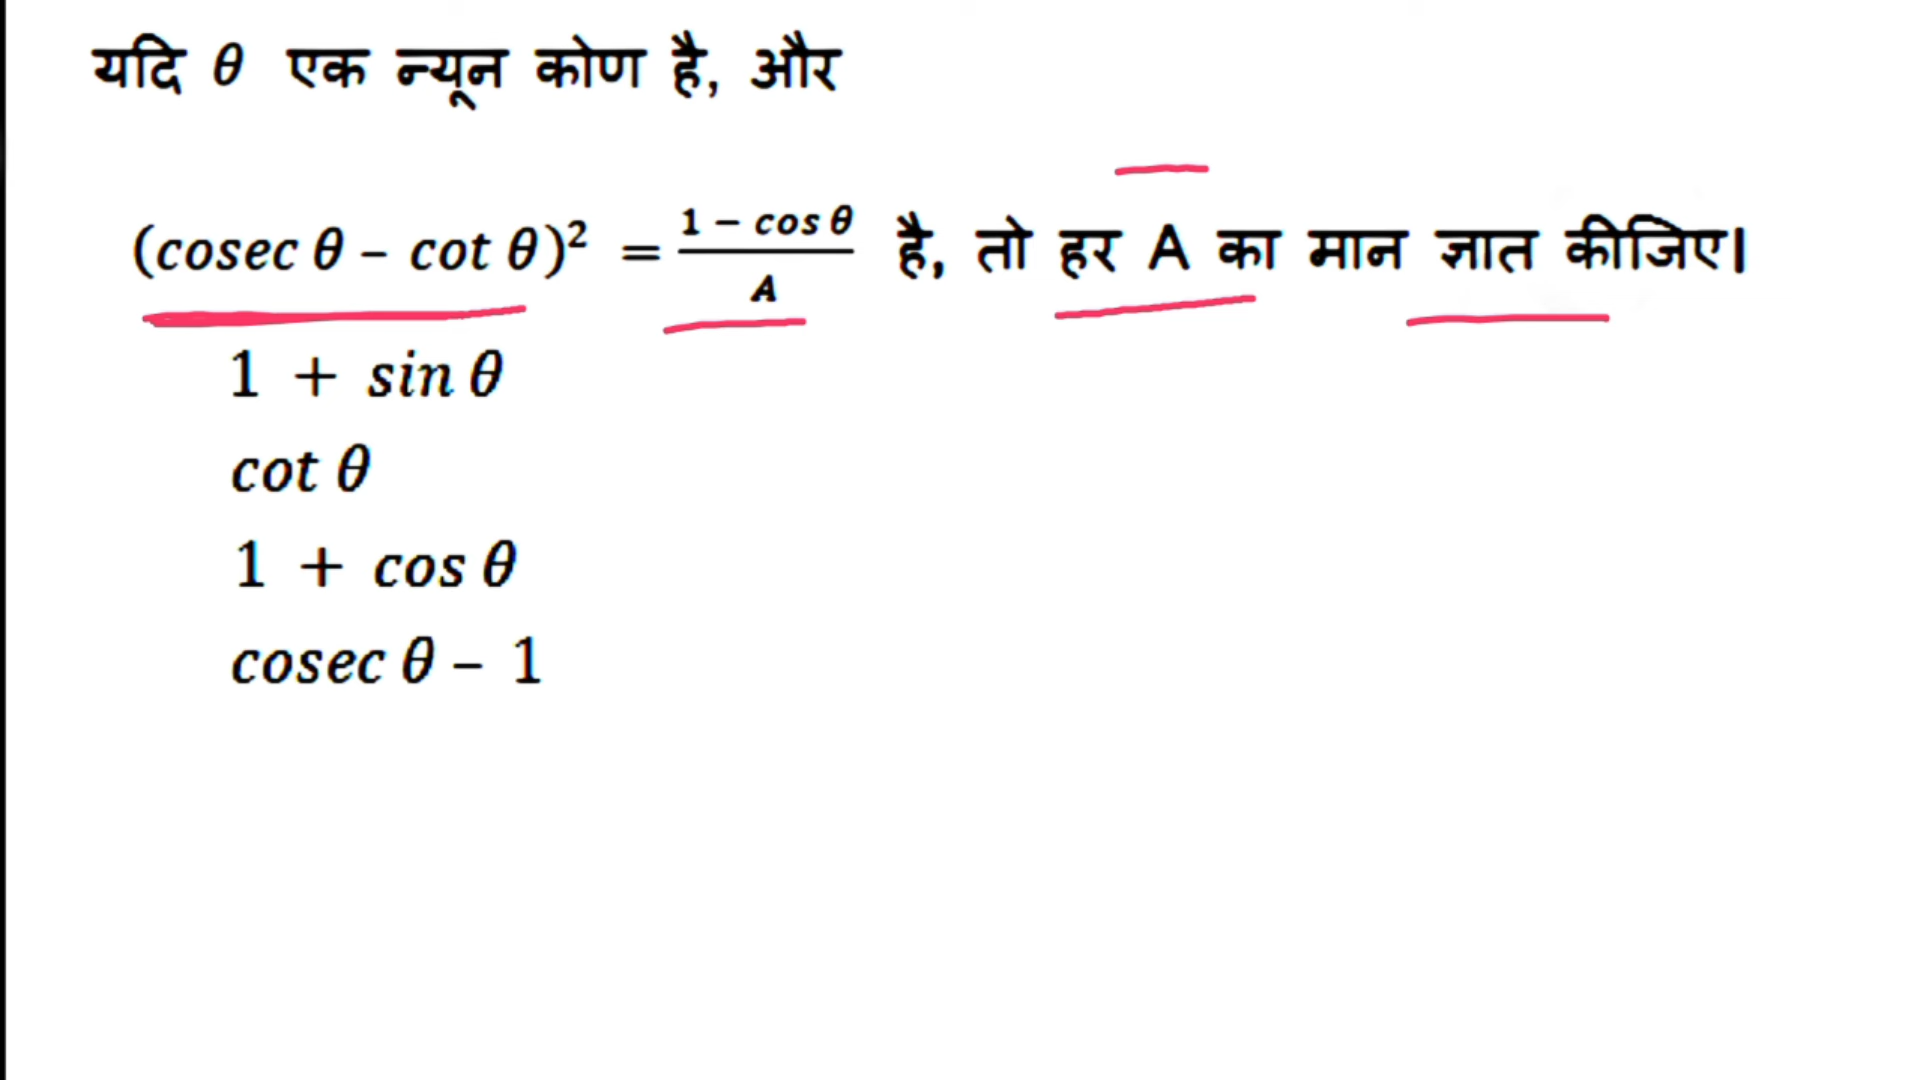 यदि θ एक न्यून कोण है, और
(cosec θ – cot θ)² = (1 – cos θ)/A है, तो हर A का मान ज्ञात कीजिए।
1 + sin θ
cot θ
1 + cos θ
cosec θ – 1